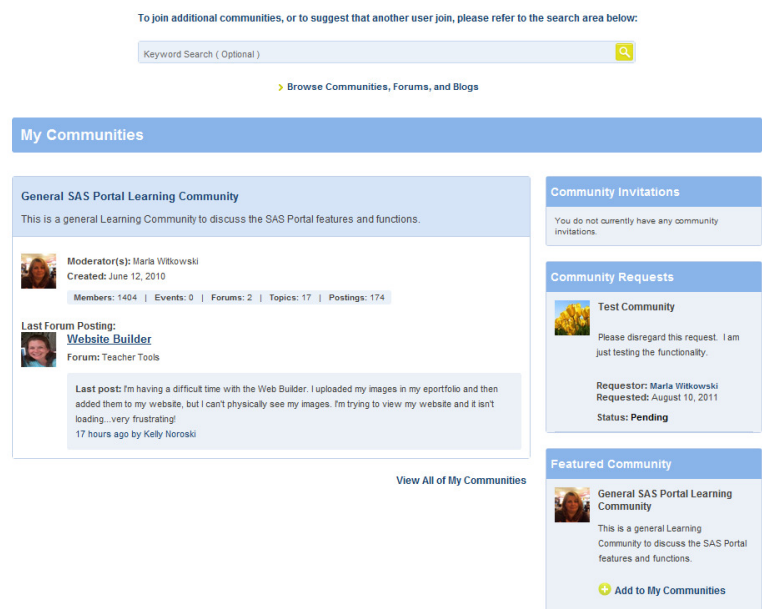 To join additional communities, or to suggest that another user join, please refer to the search area below:
Keyword Search ( Optional )
Browse Communities, Forums, and Blogs
My Communities
General SAS Portal Learning Community
This is a general Learning Community to discuss the SAS Portal features and functions.
Moderator(s): Marla Witkowski
Created: June 12, 2010
Members: 1404 | Events: 0 | Forums: 2 | Topics: 17 | Postings: 174
Last Forum Posting:
Website Builder
Forum: Teacher Tools
Last post: I'm having a difficult time with the Web Builder. I uploaded my images in my eportfolio and then
added them to my website, but I can't physically see my images. I'm trying to view my website and it isn't
loading...very frustrating!
17 hours ago by Kelly Noroski
View All of My Communities
Community Invitations
You do not currently have any community
invitations.
Community Requests
Test Community
Please disregard this request. I am
just testing the functionality.
Requestor: Marla Witkowski
Requested: August 10, 2011
Status: Pending
Featured Community
General SAS Portal Learning
Community
This is a general Learning
Community to discuss the SAS Portal
features and functions.
Add to My Communities